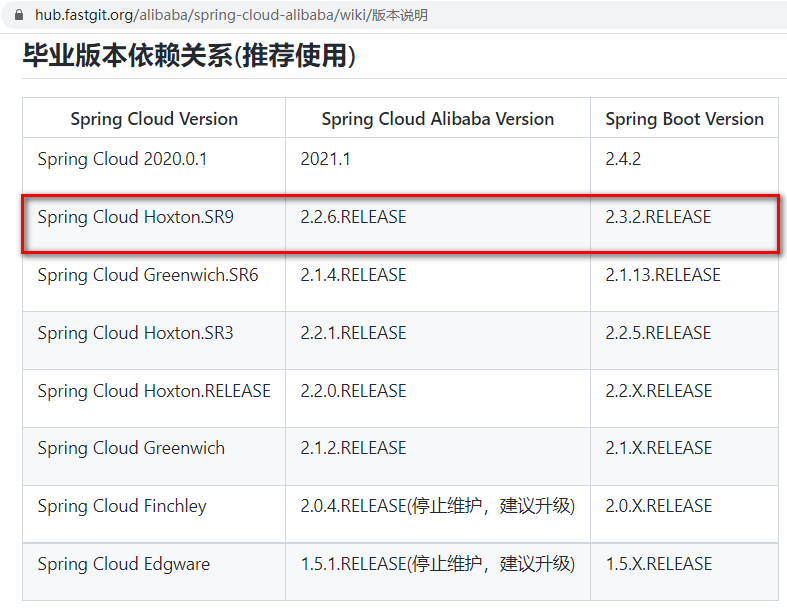 hub.fastgit.org/alibaba/spring-cloud-alibaba/wiki/版本说明
毕业版本依赖关系(推荐使用)
Spring Cloud Version Spring Cloud Alibaba Version Spring Boot Version
Spring Cloud 2020.0.1 2021.1 2.4.2
Spring Cloud Hoxton.SR9 2.2.6.RELEASE 2.3.2.RELEASE
Spring Cloud Greenwich.SR6 2.1.4.RELEASE 2.1.13.RELEASE
Spring Cloud Hoxton.SR3 2.2.1.RELEASE 2.2.5.RELEASE
Spring Cloud Hoxton.RELEASE 2.2.0.RELEASE 2.2.X.RELEASE
Spring Cloud Greenwich 2.1.2.RELEASE 2.1.X.RELEASE
Spring Cloud Finchley 2.0.4.RELEASE(停止维护，建议升级) 2.0.X.RELEASE
Spring Cloud Edgware 1.5.1.RELEASE(停止维护，建议升级) 1.5.X.RELEASE